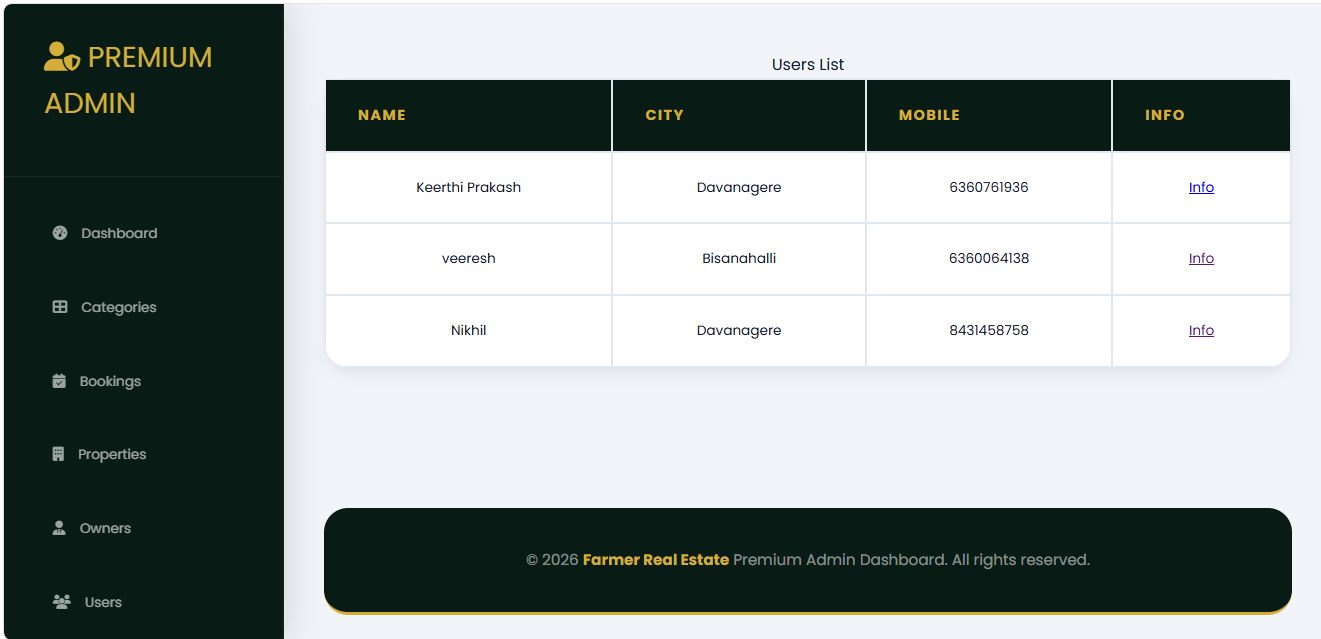 PREMIUM
ADMIN
Dashboard
Categories
Bookings
Properties
Owners
Users
Users List
NAME CITY MOBILE INFO
Keerthi Prakash Davanagere 6360761936 Info
veeresh Bisanahalli 6360064138 Info
Nikhil Davanagere 8431458758 Info
© 2026 Farmer Real Estate Premium Admin Dashboard. All rights reserved.